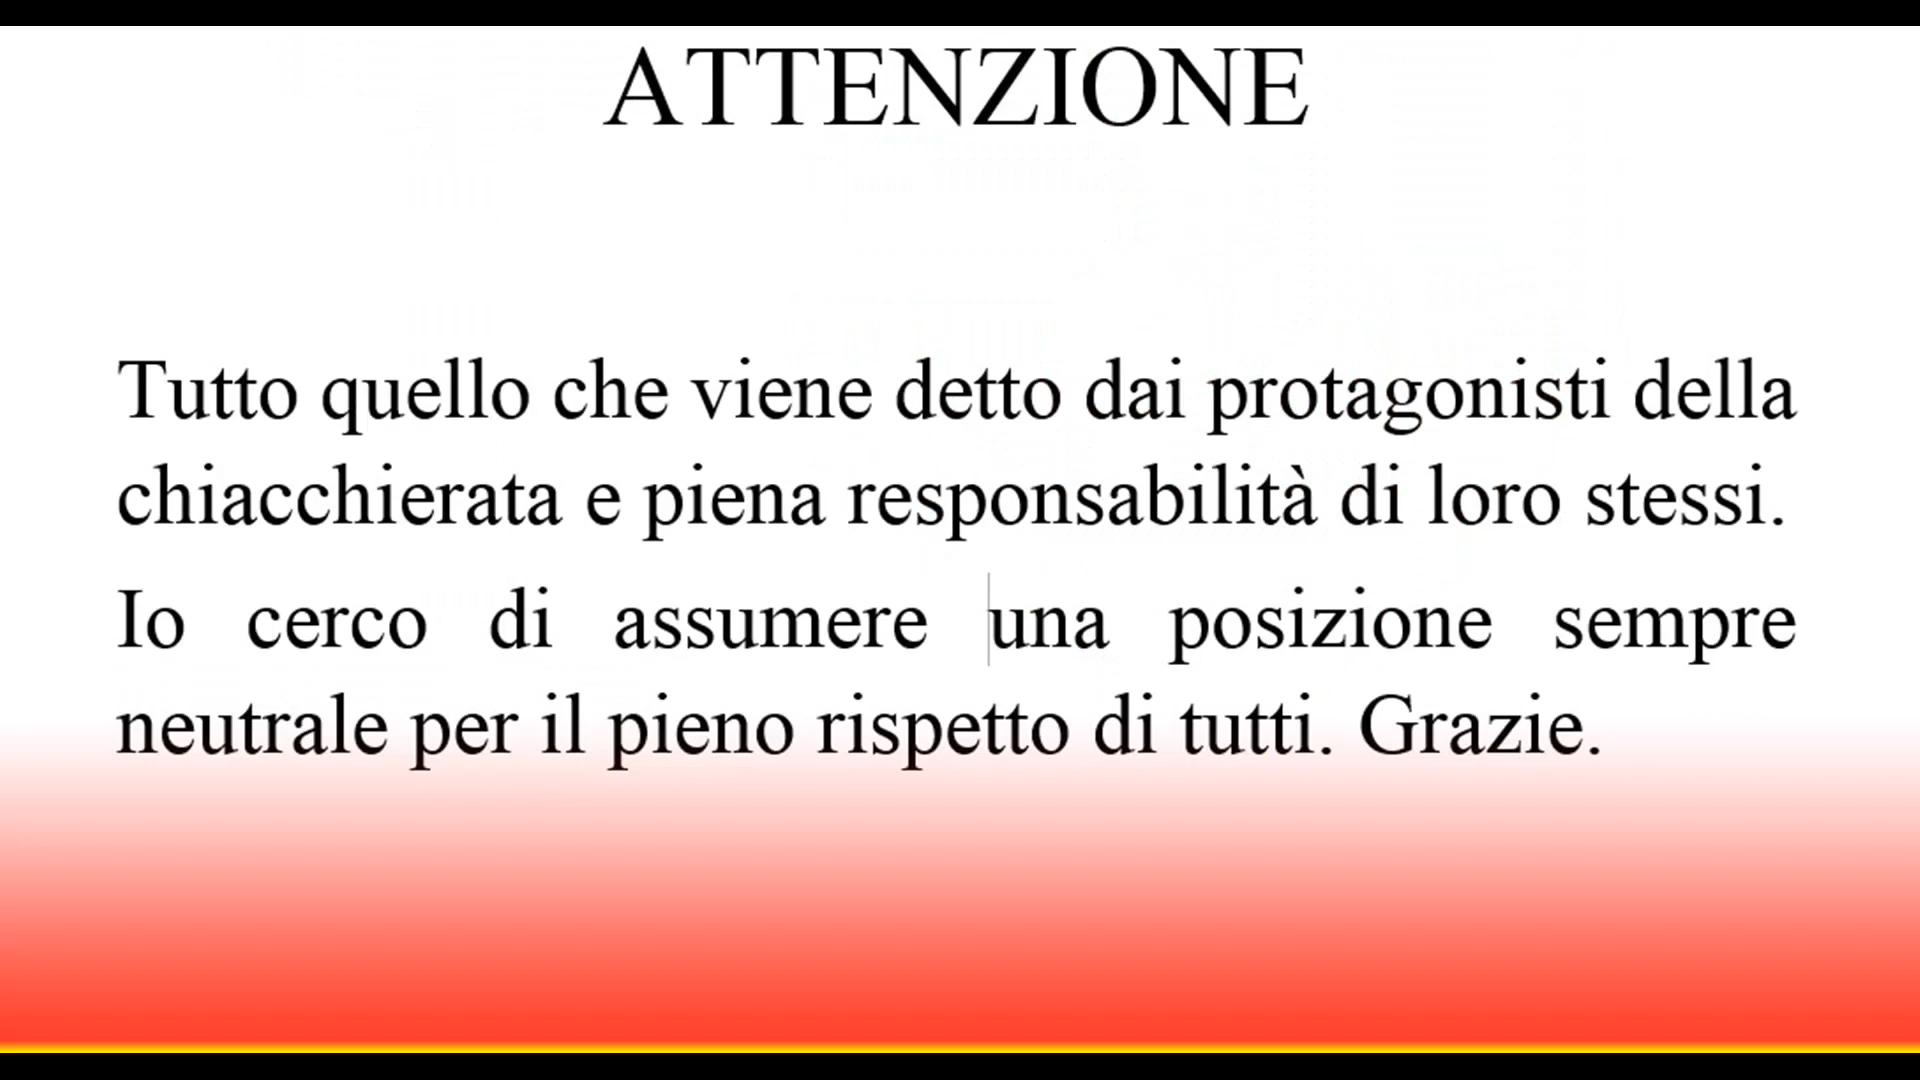 ATTENZIONE
Tutto quello che viene detto dai protagonisti della
chiacchierata e piena responsabilità di loro stessi.
Io cerco di assumere una posizione sempre
neutrale per il pieno rispetto di tutti. Grazie.